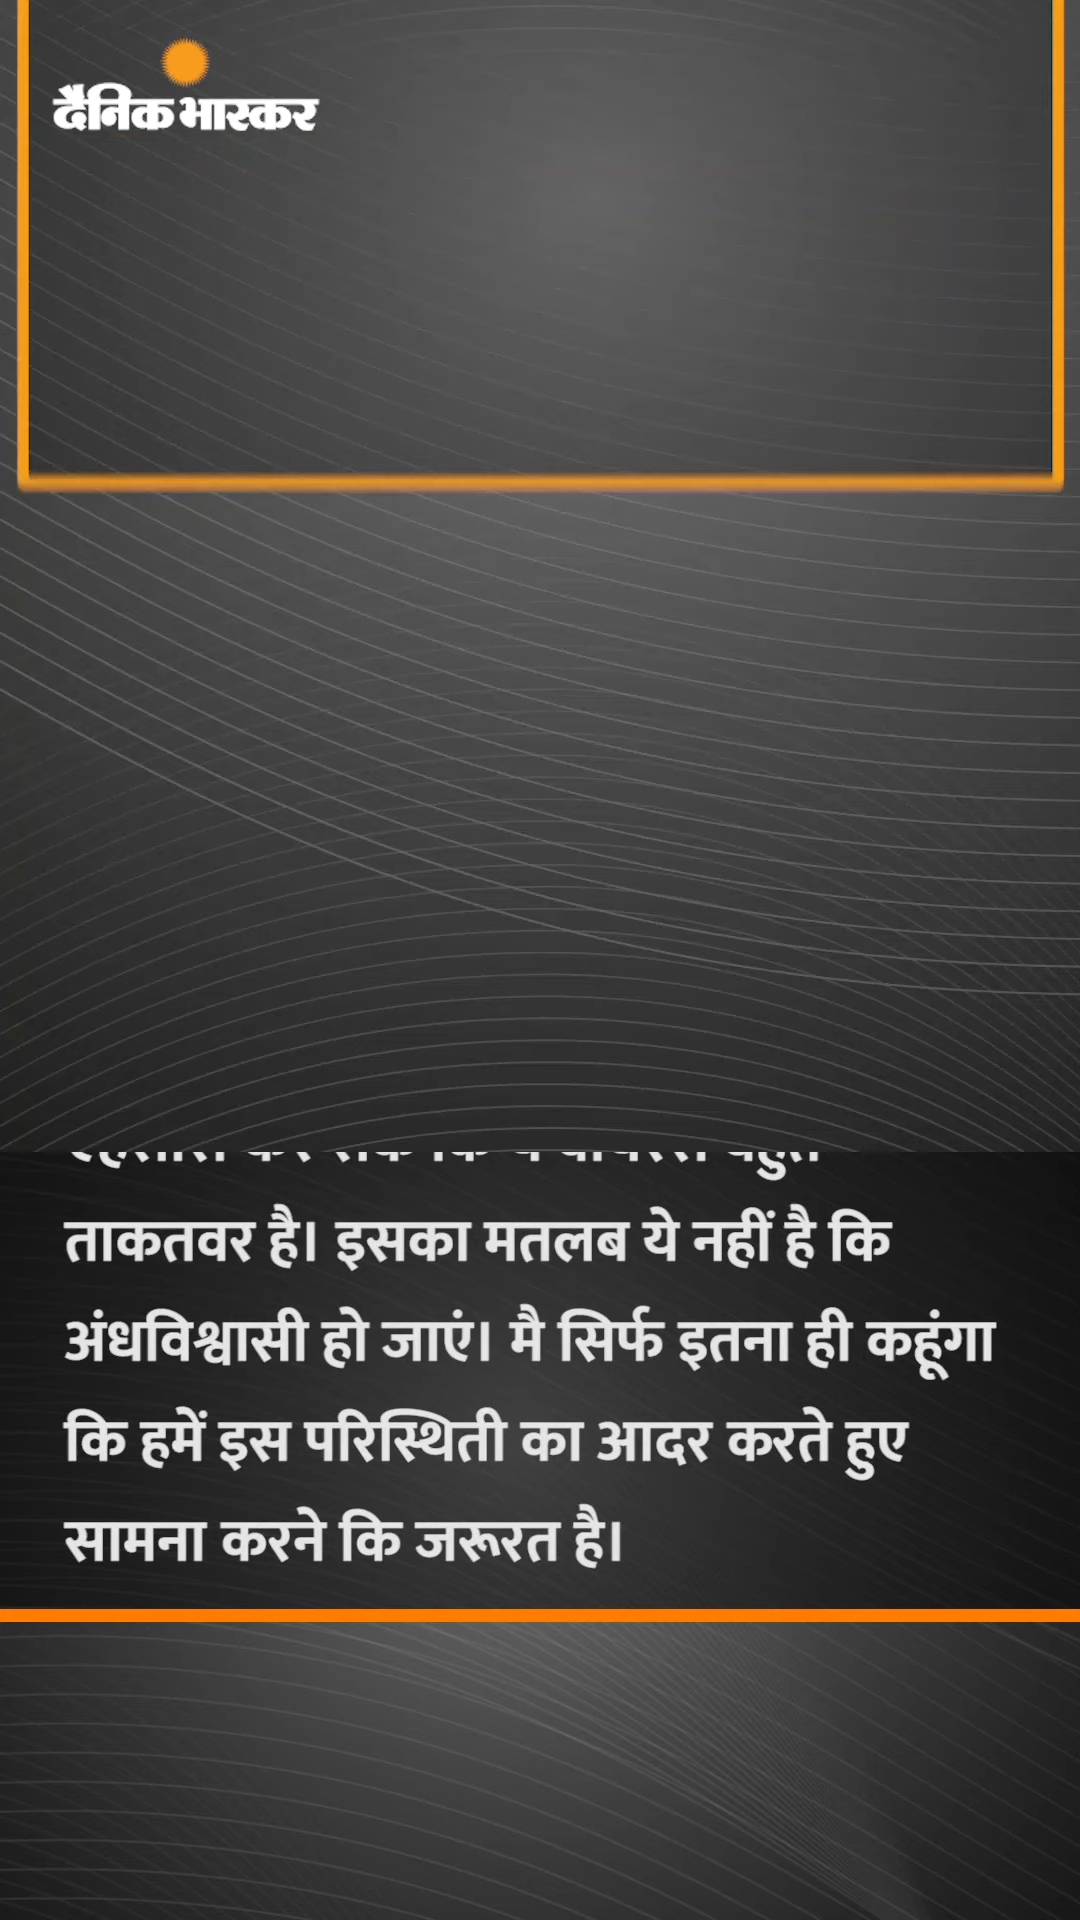 दैनिक भास्कर
ताकतवर है। इसका मतलब ये नहीं है कि
अंधविश्वासी हो जाएं। मै सिर्फ इतना ही कहूंगा
कि हमें इस परिस्थिती का आदर करते हुए
सामना करने कि जरूरत है।